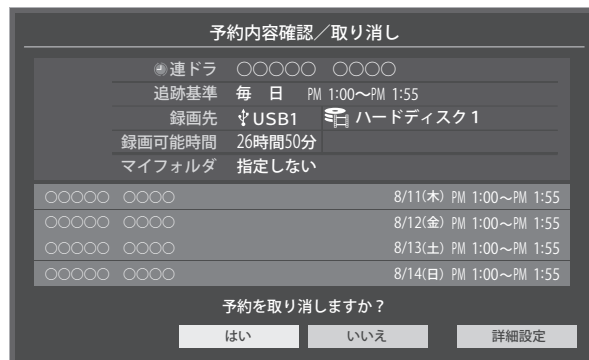 予約内容確認／取り消し
連ドラ ○○○○○ ○○○○
追跡基準 毎 日 PM 1:00～PM 1:55
録画先 USB1 ハードディスク1
録画可能時間 26時間50分
マイフォルダ 指定しない
○○○○○ ○○○○ 8/11(木) PM 1:00～PM 1:55
○○○○○ ○○○○ 8/12(金) PM 1:00～PM 1:55
○○○○○ ○○○○ 8/13(土) PM 1:00～PM 1:55
○○○○○ ○○○○ 8/14(日) PM 1:00～PM 1:55
予約を取り消しますか？
はい いいえ 詳細設定